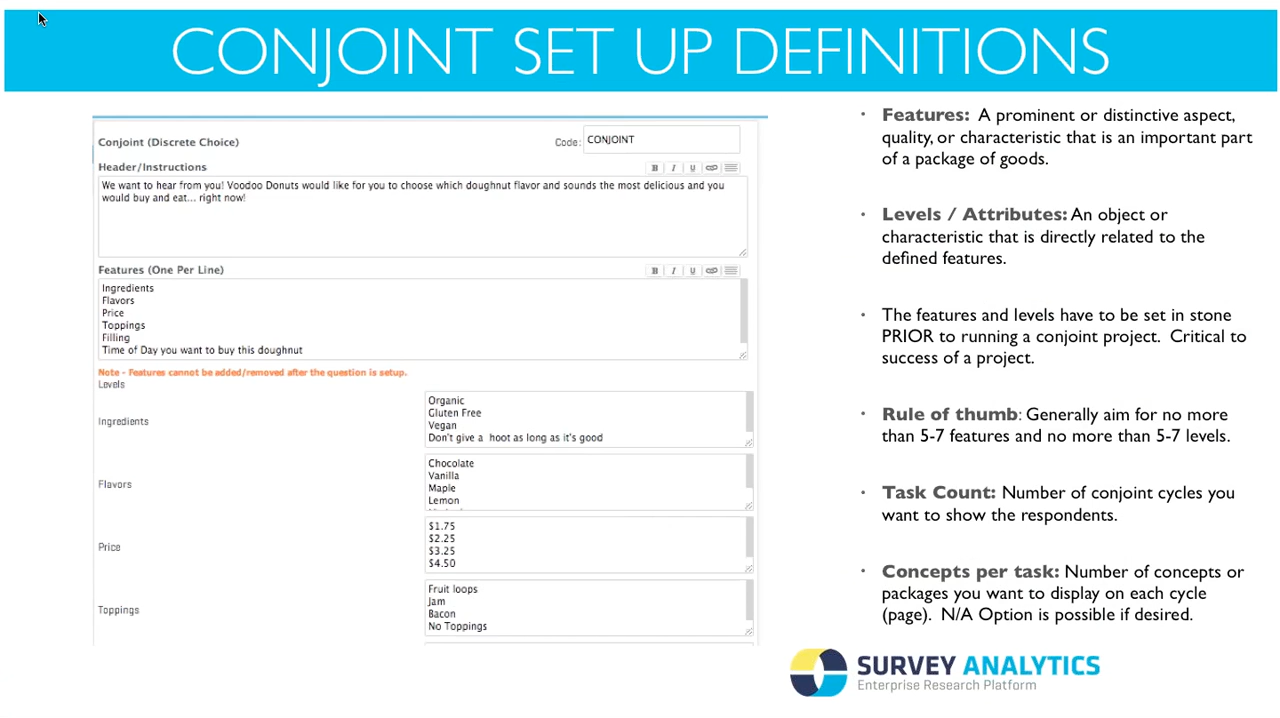 CONJOINT SET UP DEFINITIONS
Conjoint (Discrete Choice)
Code: CONJOINT
Header/Instructions
B I U
We want to hear from you! Voodoo Donuts would like for you to choose which doughnut flavor and sounds the most delicious and you
would buy and eat... right now!
Features (One Per Line)
B I U
Ingredients
Flavors
Price
Toppings
Filling
Time of Day you want to buy this doughnut
Note - Features cannot be added/removed after the question is setup.
Levels
Ingredients
Organic
Gluten Free
Vegan
Don't give a hoot as long as it's good
Flavors
Chocolate
Vanilla
Maple
Lemon
Price
$1.75
$2.25
$3.25
$4.50
Toppings
Fruit loops
Jam
Bacon
No Toppings
• Features: A prominent or distinctive aspect,
quality, or characteristic that is an important part
of a package of goods.
• Levels / Attributes: An object or
characteristic that is directly related to the
defined features.
• The features and levels have to be set in stone
PRIOR to running a conjoint project. Critical to
success of a project.
• Rule of thumb: Generally aim for no more
than 5-7 features and no more than 5-7 levels.
• Task Count: Number of conjoint cycles you
want to show the respondents.
• Concepts per task: Number of concepts or
packages you want to display on each cycle
(page). N/A Option is possible if desired.
SURVEY ANALYTICS
Enterprise Research Platform